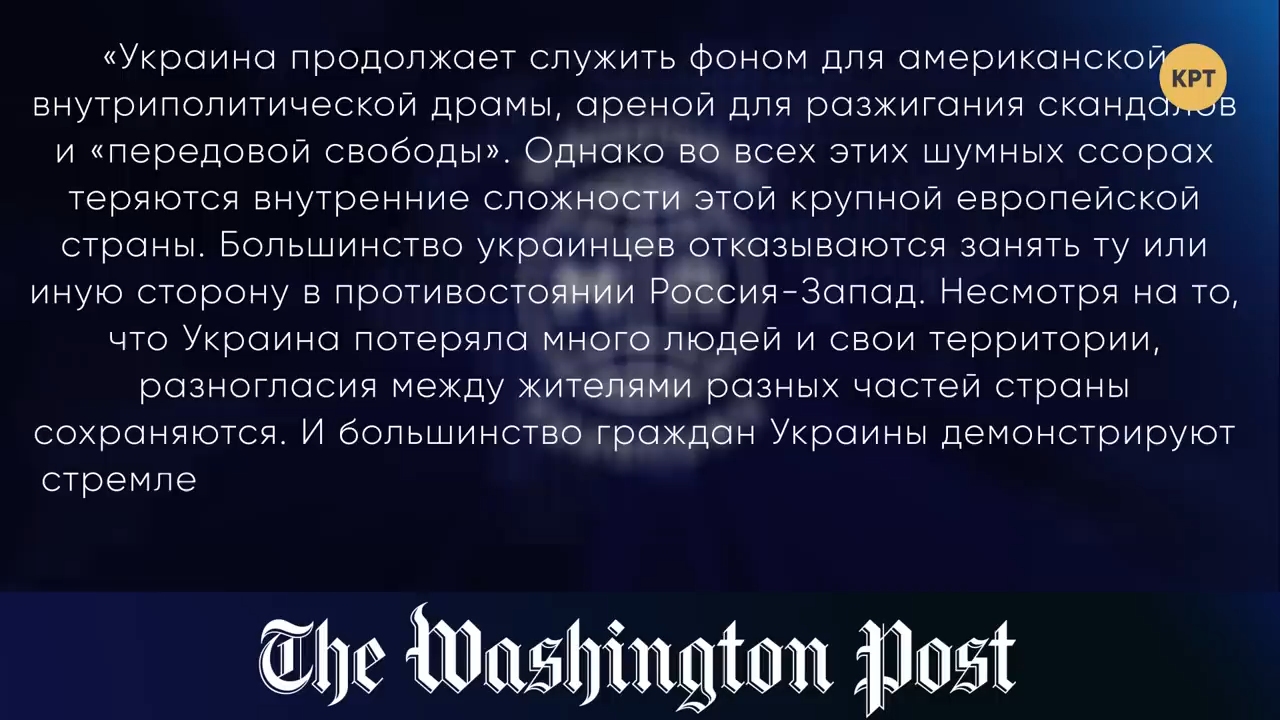 «Украина продолжает служить фоном для американской
внутриполитической драмы, ареной для разжигания скандалов
и «передовой свободы». Однако во всех этих шумных ссорах
теряются внутренние сложности этой крупной европейской
страны. Большинство украинцев отказываются занять ту или
иную сторону в противостоянии Россия-Запад. Несмотря на то,
что Украина потеряла много людей и свои территории,
разногласия между жителями разных частей страны
сохраняются. И большинство граждан Украины демонстрируют
стремле
КРТ
The Washington Post